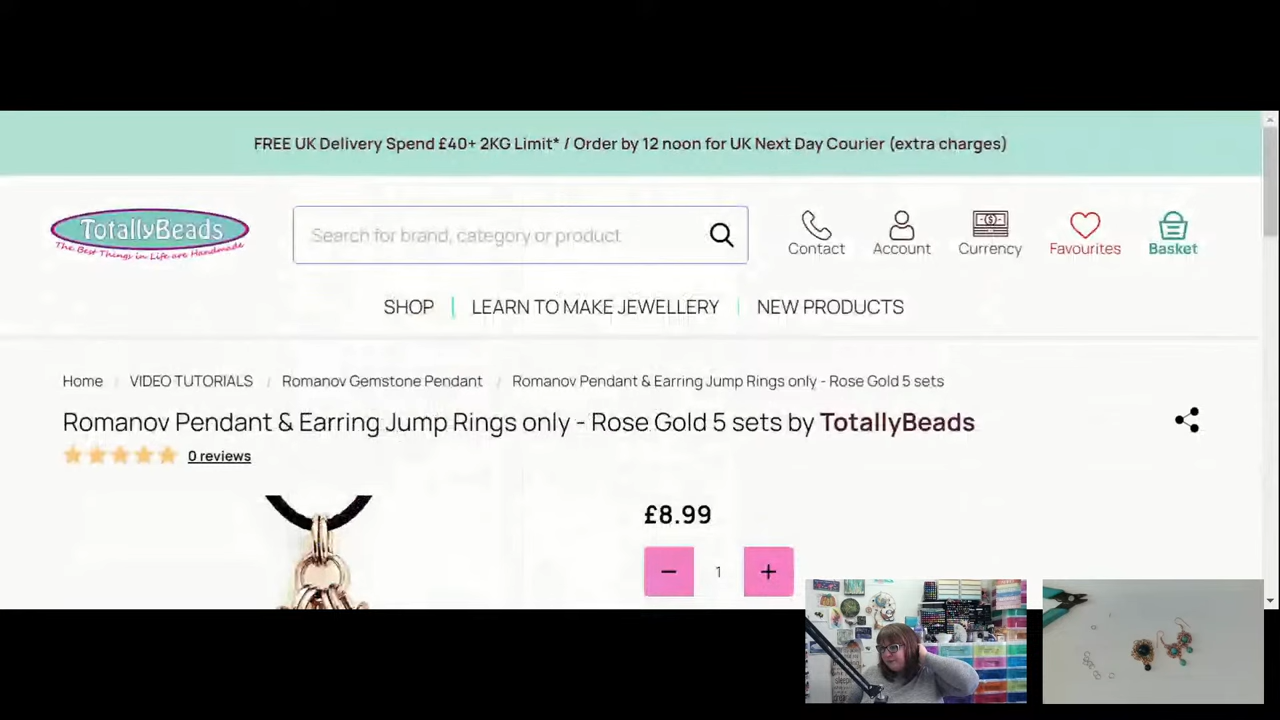 FREE UK Delivery Spend £40+ 2KG Limit* / Order by 12 noon for UK Next Day Courier (extra charges)
TotallyBeads
The Best Things in Life are Handmade
Search for brand, category or product
Contact
Account
Currency
Favourites
Basket
SHOP
LEARN TO MAKE JEWELLERY
NEW PRODUCTS
Home / VIDEO TUTORIALS / Romanov Gemstone Pendant / Romanov Pendant & Earring Jump Rings only - Rose Gold 5 sets
Romanov Pendant & Earring Jump Rings only - Rose Gold 5 sets by TotallyBeads
0 reviews
£8.99
− 1 +